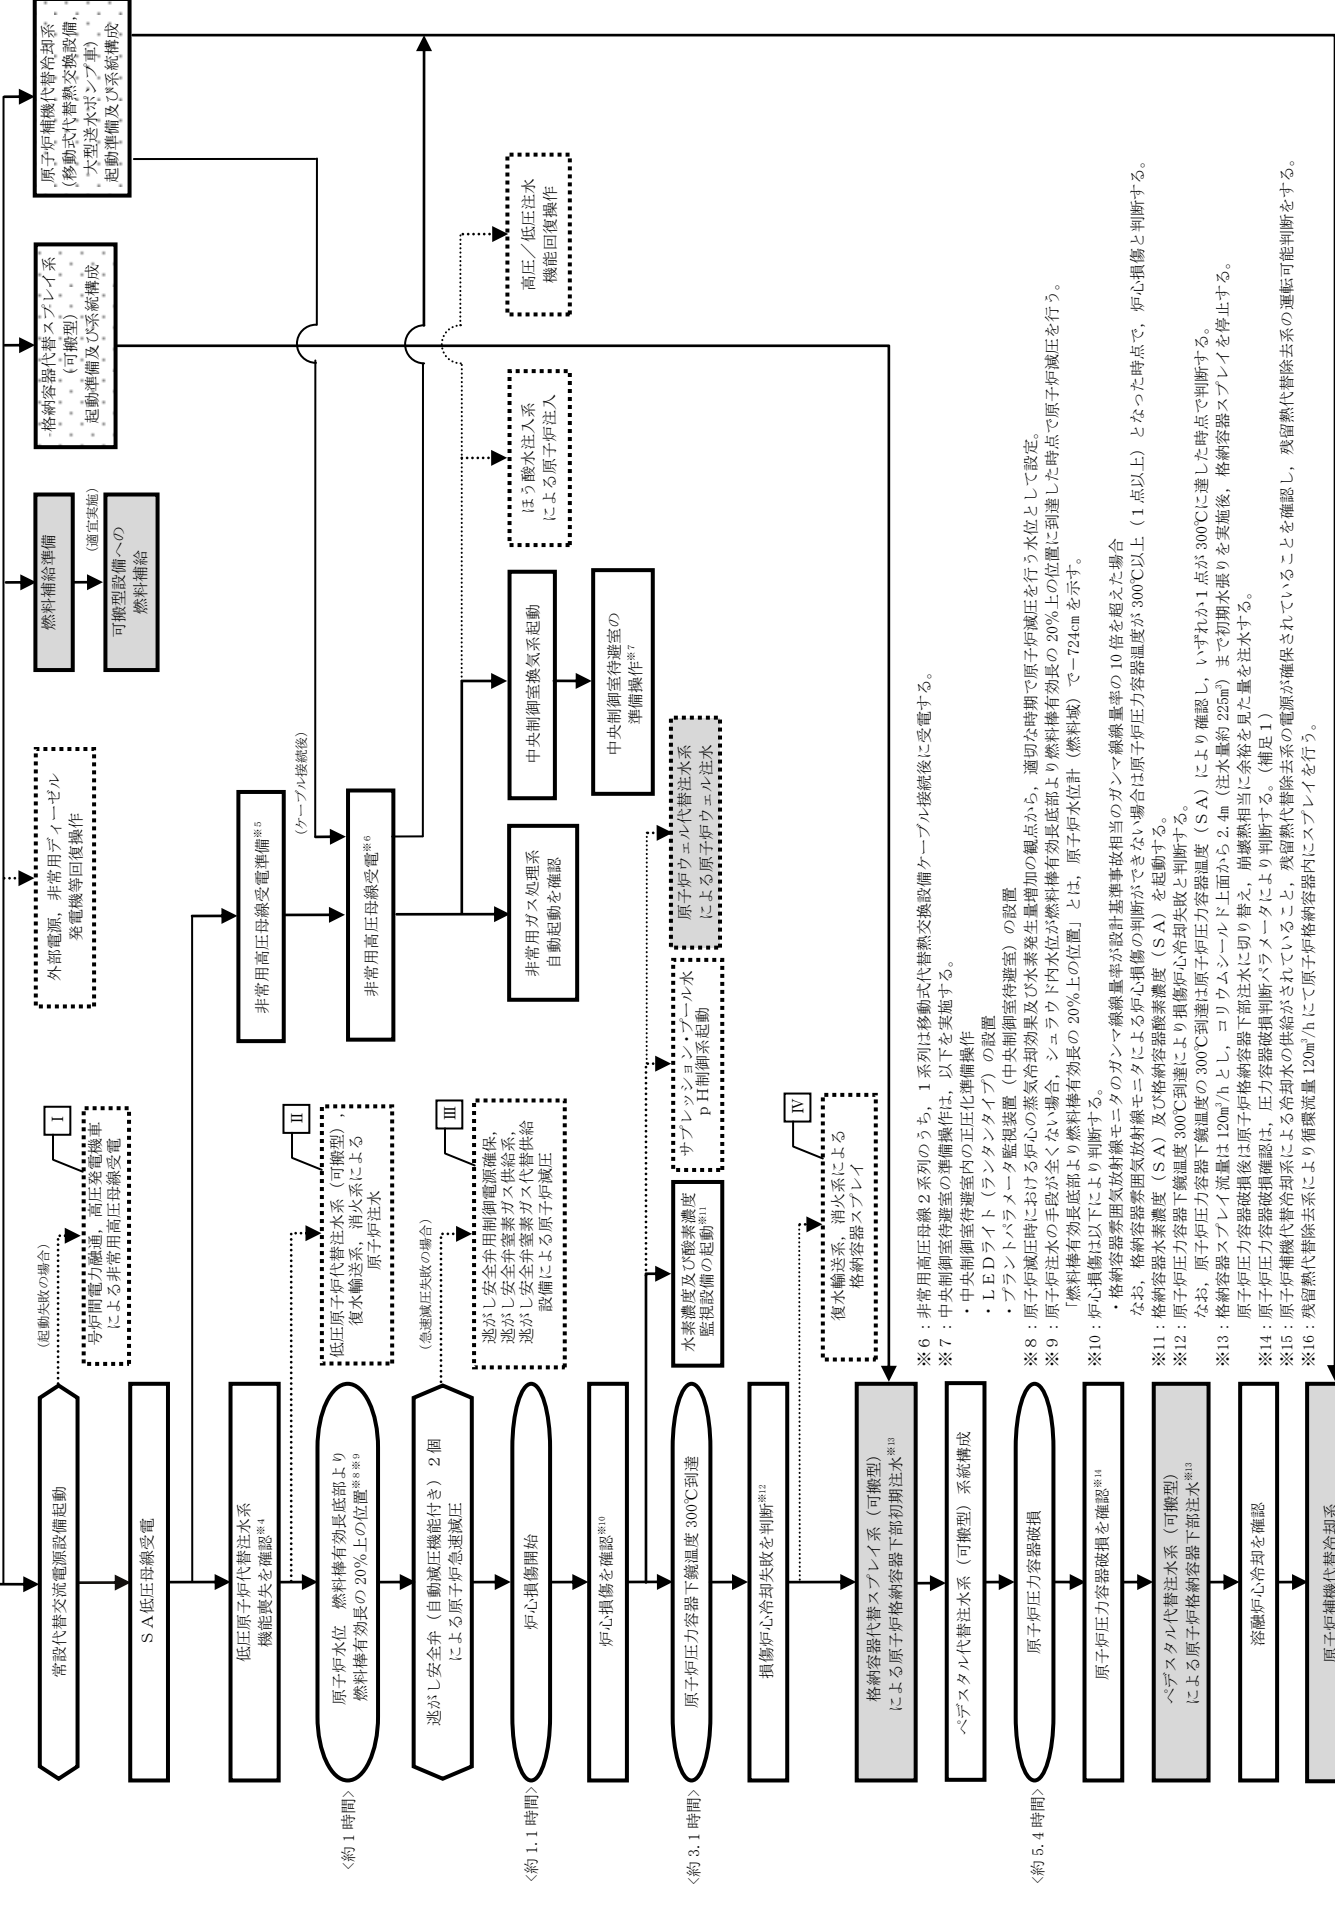 原子炉補機代替冷却系
(移動式代替熱交換設備,
大型送水ポンプ車)
起動準備及び系統構成
格納容器代替スプレイ系
(可搬型)
起動準備及び系統構成
燃料補給準備
(適宜実施)
可搬型設備への
燃料補給
外部電源，非常用ディーゼル
発電機等回復操作
常設代替交流電源設備起動
(起動失敗の場合)
Ⅰ
号炉間電力融通，高圧発電機車
による非常用高圧母線受電
ＳＡ低圧母線受電
非常用高圧母線受電準備※5
(ケーブル接続後)
非常用高圧母線受電※6
非常用ガス処理系
自動起動を確認
中央制御室換気系起動
中央制御室待避室の
準備操作※7
ほう酸水注入系
による原子炉注入
高圧／低圧注水
機能回復操作
低圧原子炉代替注水系
機能喪失を確認※4
Ⅱ
低圧原子炉代替注水系（可搬型），
復水輸送系，消火系による
原子炉注水
<約 1 時間>
原子炉水位　燃料棒有効長底部より
燃料棒有効長の 20%上の位置※8※9
逃がし安全弁（自動減圧機能付き）２個
による原子炉急速減圧
(急速減圧失敗の場合)
Ⅲ
逃がし安全弁用制御電源確保，
逃がし安全弁窒素ガス供給系，
逃がし安全弁窒素ガス代替供給
設備による原子炉減圧
<約 1.1 時間>
炉心損傷開始
炉心損傷を確認※10
水素濃度及び酸素濃度
監視設備の起動※11
サプレッション・プール水
ｐＨ制御系起動
原子炉ウェル代替注水系
による原子炉ウェル注水
<約 3.1 時間>
原子炉圧力容器下鏡温度 300℃到達
損傷炉心冷却失敗を判断※12
Ⅳ
復水輸送系，消火系による
格納容器スプレイ
格納容器代替スプレイ系（可搬型）
による原子炉格納容器下部初期注水※13
ペデスタル代替注水系（可搬型）系統構成
<約 5.4 時間>
原子炉圧力容器破損
原子炉圧力容器破損を確認※14
ペデスタル代替注水系（可搬型）
による原子炉格納容器下部注水※13
溶融炉心冷却を確認
原子炉補機代替冷却系
※６：非常用高圧母線２系列のうち，１系列は移動式代替熱交換設備ケーブル接続後に受電する。
※７：中央制御室待避室の準備操作は，以下を実施する。
・中央制御室待避室内の正圧化準備操作
・ＬＥＤライト（ランタンタイプ）の設置
・プラントパラメータ監視装置（中央制御室待避室）の設置
※８：原子炉減圧時における炉心の蒸気冷却効果及び水素発生量増加の観点から，適切な時期で原子炉減圧を行う水位として設定。
※９：原子炉注水の手段が全くない場合，シュラウド内水位が燃料棒有効長底部より燃料棒有効長の 20%上の位置に到達した時点で原子炉減圧を行う。
「燃料棒有効長底部より燃料棒有効長の 20%上の位置」とは，原子炉水位計（燃料域）で－724cm を示す。
※10：炉心損傷は以下により判断する。
・格納容器雰囲気放射線モニタのガンマ線線量率が設計基準事故相当のガンマ線線量率の 10 倍を超えた場合
なお，格納容器雰囲気放射線モニタによる炉心損傷の判断ができない場合は原子炉圧力容器温度が 300℃以上（１点以上）となった時点で，炉心損傷と判断する。
※11：格納容器水素濃度（ＳＡ）及び格納容器酸素濃度（ＳＡ）を起動する。
※12：原子炉圧力容器下鏡温度 300℃到達により損傷炉心冷却失敗と判断する。
なお，原子炉圧力容器下鏡温度の 300℃到達は原子炉圧力容器温度（ＳＡ）により確認し，いずれか１点が 300℃に達した時点で判断する。
※13：格納容器スプレイ流量は 120m³/h とし，コリウムシールド上面から 2.4m（注水量約 225m³）まで初期水張りを実施後，格納容器スプレイを停止する。
原子炉圧力容器破損後は原子炉格納容器下部注水に切り替え，崩壊熱相当に余裕を見た量を注水する。
※14：原子炉圧力容器破損確認は，圧力容器破損判断パラメータにより判断する。（補足１）
※15：原子炉補機代替冷却系による冷却水の供給がされていること，残留熱代替除去系の電源が確保されていることを確認し，残留熱代替除去系の運転可能判断をする。
※16：残留熱代替除去系により循環流量 120m³/h にて原子炉格納容器内にスプレイを行う。